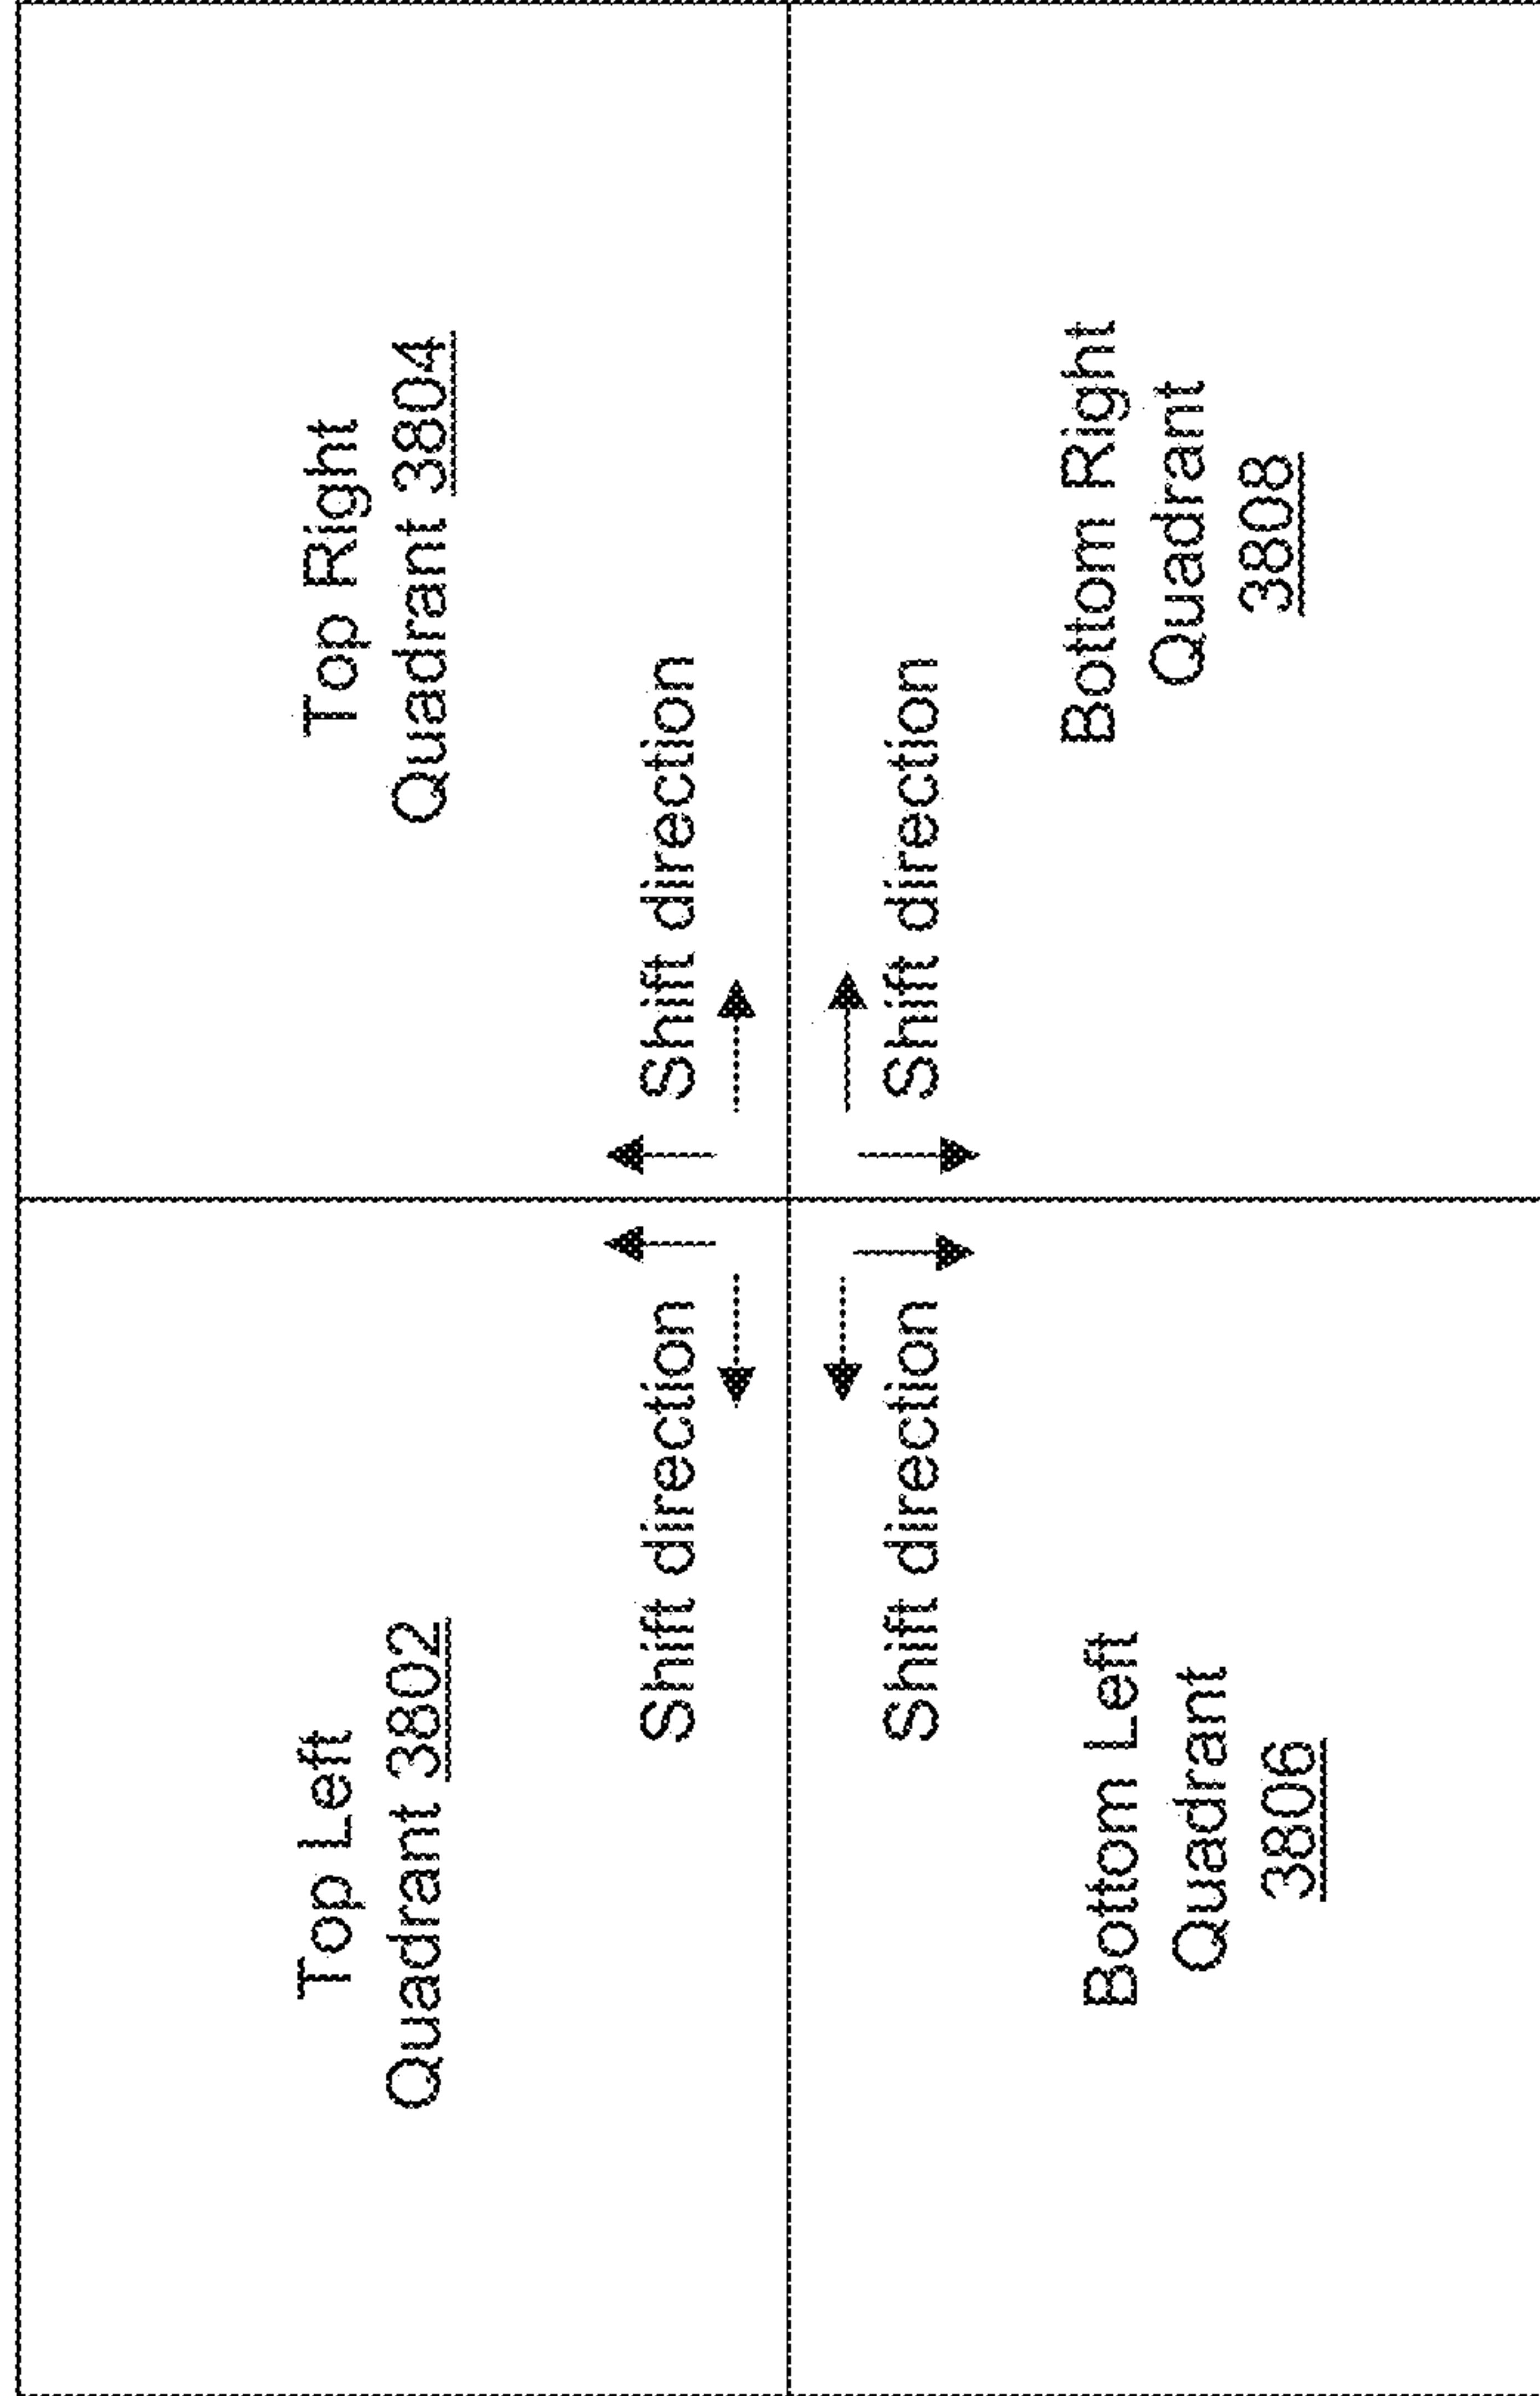 Top Left
Quadrant 3802
Top Right
Quadrant 3804
Shift direction
Shift direction
Shift direction
Shift direction
Bottom Left
Quadrant
3806
Bottom Right
Quadrant
3808